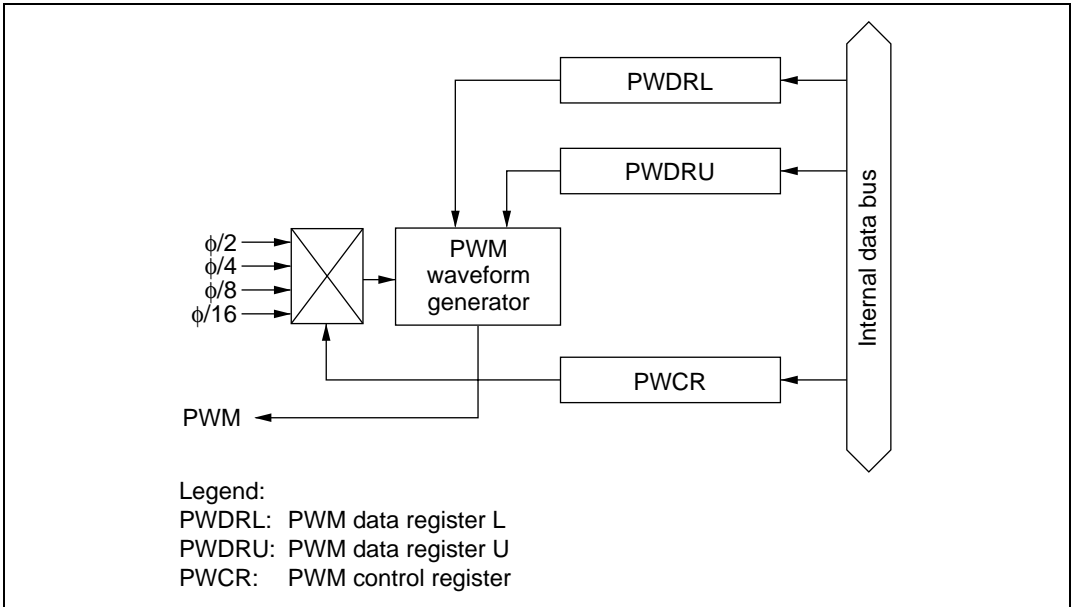 PWDRL
PWDRU
ϕ/2
ϕ/4
ϕ/8
ϕ/16
PWM
waveform
generator
Internal data bus
PWCR
PWM
Legend:
PWDRL: PWM data register L
PWDRU: PWM data register U
PWCR: PWM control register